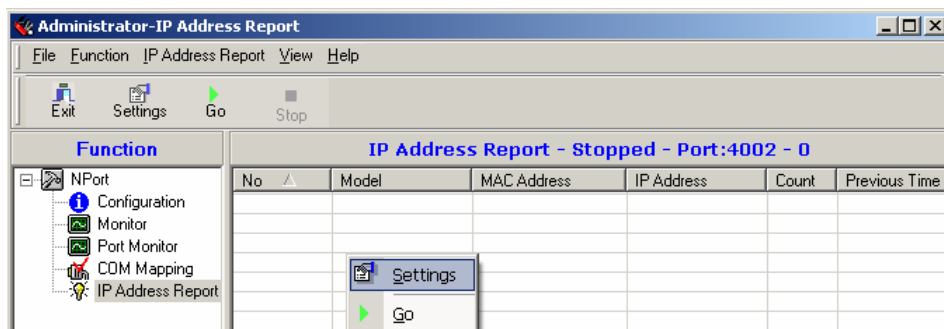 Administrator-IP Address Report
File Function IP Address Report View Help
Exit Settings Go Stop
Function
IP Address Report - Stopped - Port:4002 - 0
No Model MAC Address IP Address Count Previous Time
NPort
Configuration
Monitor
Port Monitor
COM Mapping
IP Address Report
Settings
Go